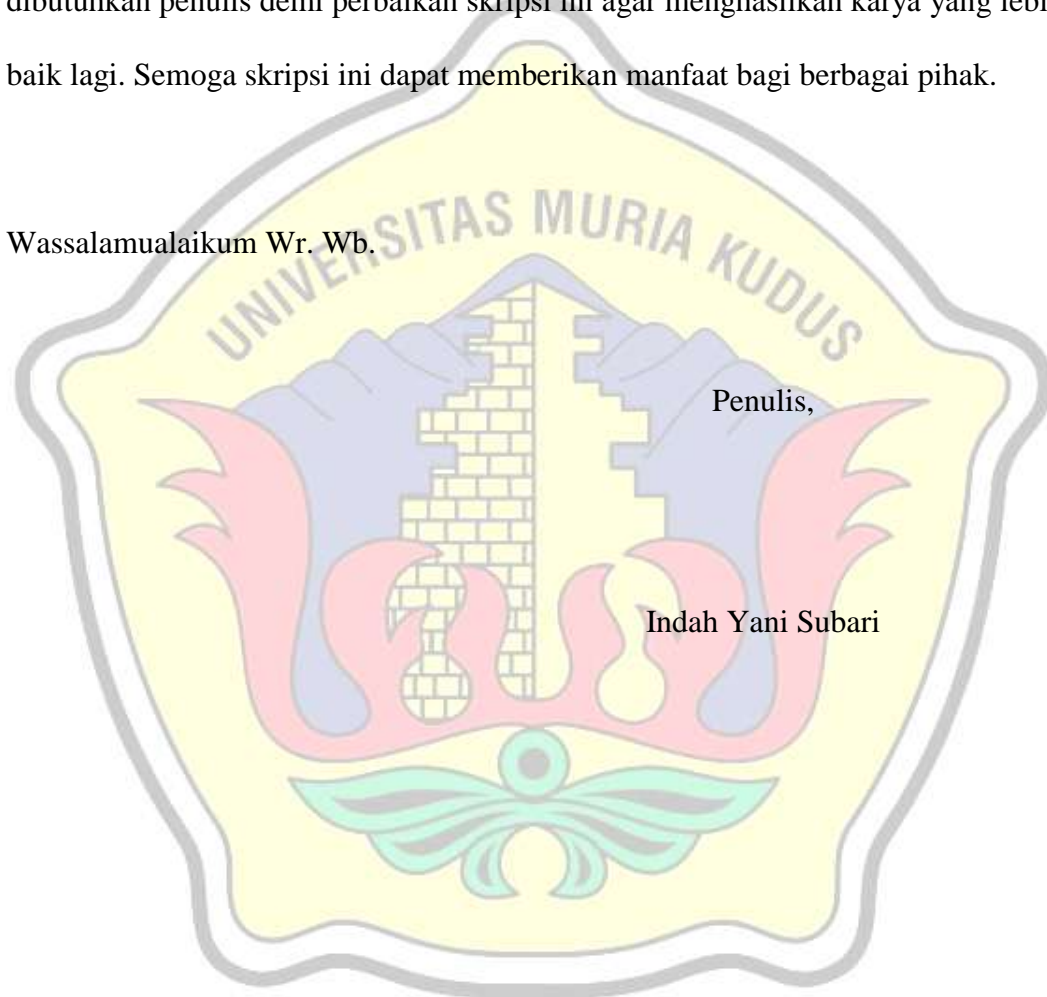 dibutuhkan penulis demi perbaikan skripsi ini agar menghasilkan karya yang lebi
baik lagi. Semoga skripsi ini dapat memberikan manfaat bagi berbagai pihak.
Wassalamualaikum Wr. Wb.
UNIVERSITAS MURIA KUDUS
Penulis,
Indah Yani Subari